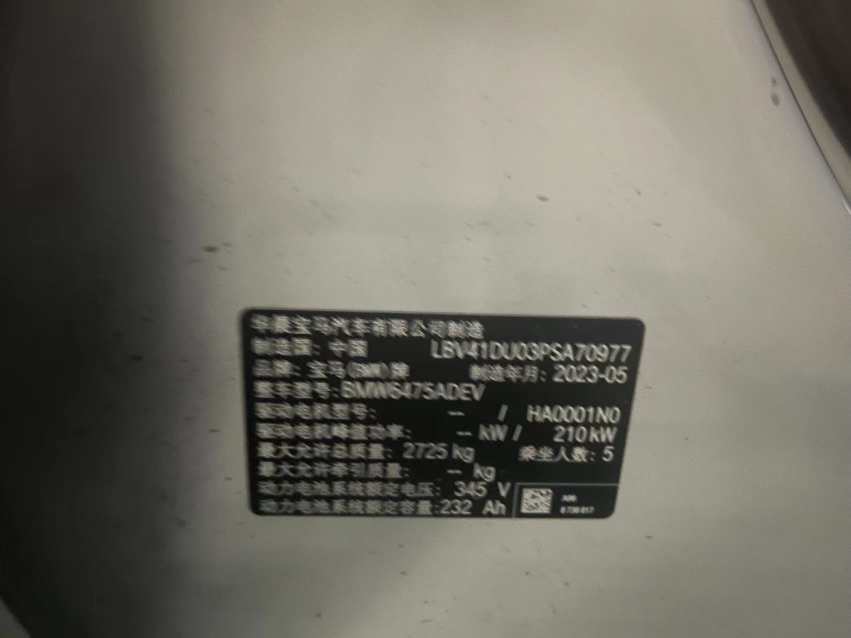 华晨宝马汽车有限公司制造
制造国：中国 LBV41DU03PSA70977
品牌：宝马(BMW)牌 制造年月：2023-05
整车型号：BMW6475ADEV
驱动电机型号： -- / HA0001N0
驱动电机峰值功率： -- kW / 210 kW
最大允许总质量：2725 kg 乘坐人数：5
最大允许牵引质量： -- kg
动力电池系统额定电压：345 V
动力电池系统额定容量：232 Ah